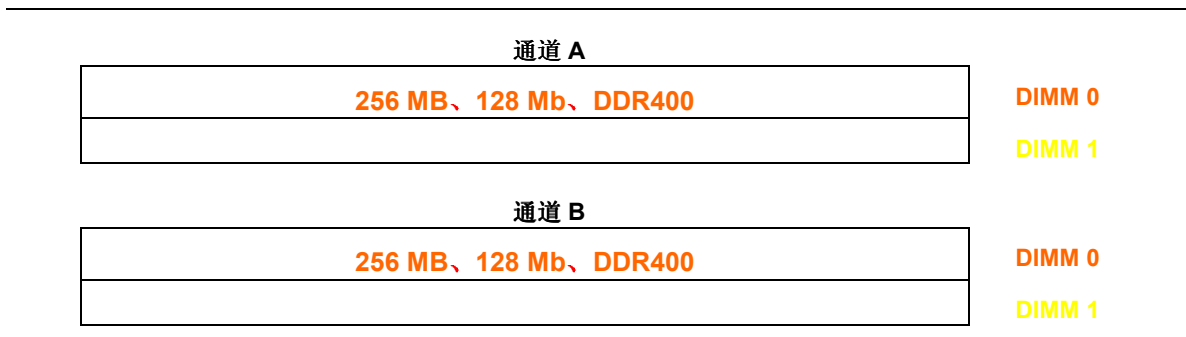 通道 A
256 MB、128 Mb、DDR400 DIMM 0
DIMM 1
通道 B
256 MB、128 Mb、DDR400 DIMM 0
DIMM 1